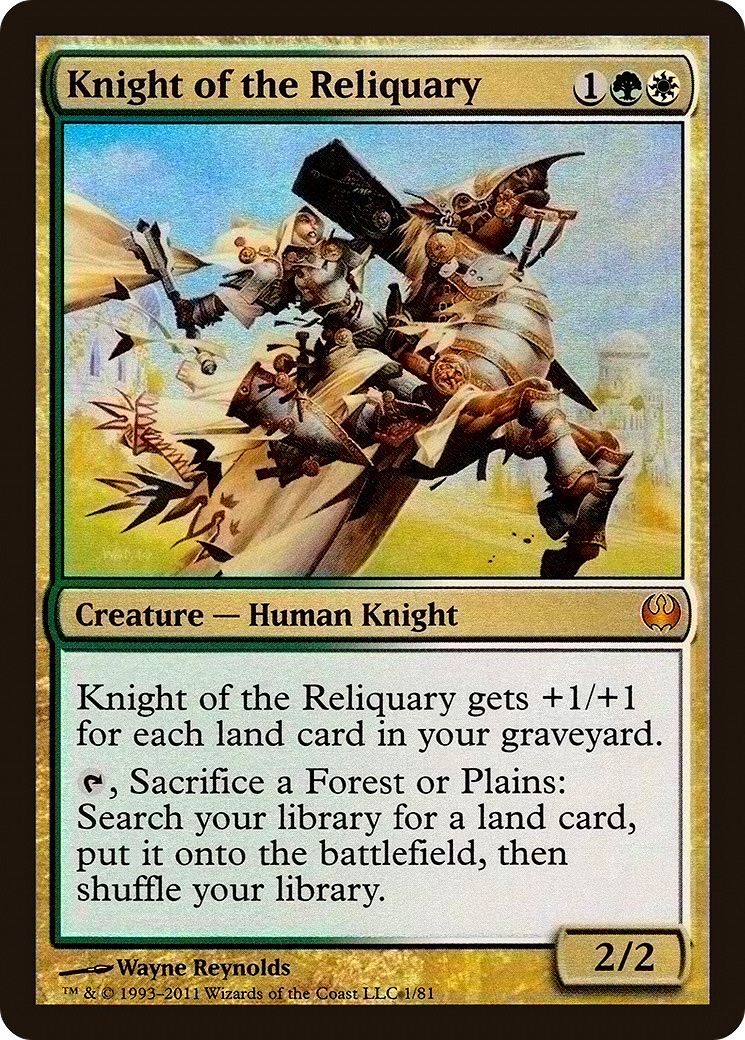 Knight of the Reliquary 1
Creature — Human Knight
Knight of the Reliquary gets +1/+1
for each land card in your graveyard.
, Sacrifice a Forest or Plains:
Search your library for a land card,
put it onto the battlefield, then
shuffle your library.
2/2
Wayne Reynolds
™ & © 1993–2011 Wizards of the Coast LLC 1/81